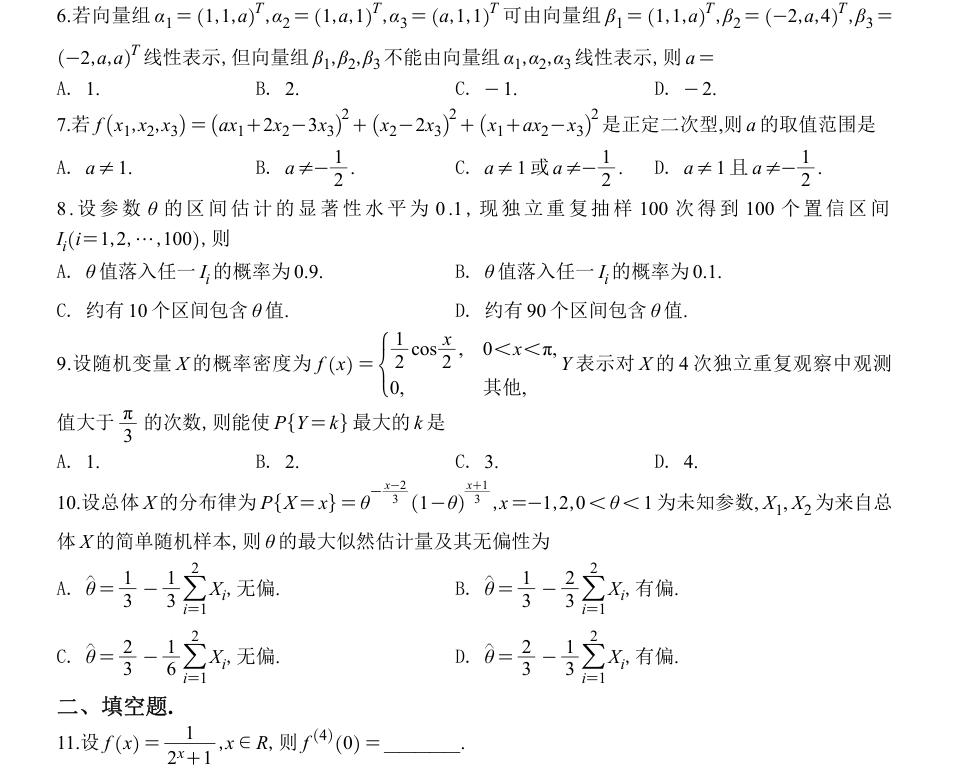 6.若向量组 α₁ = (1,1,a)ᵀ,α₂ = (1,a,1)ᵀ,α₃ = (a,1,1)ᵀ 可由向量组 β₁ = (1,1,a)ᵀ,β₂ = (−2,a,4)ᵀ,β₃ =
(−2,a,a)ᵀ 线性表示, 但向量组 β₁,β₂,β₃ 不能由向量组 α₁,α₂,α₃ 线性表示, 则 a =
A. 1. B. 2. C. −1. D. −2.
7.若 f(x₁,x₂,x₃) = (ax₁+2x₂−3x₃)² + (x₂−2x₃)² + (x₁+ax₂−x₃)² 是正定二次型,则 a 的取值范围是
A. a≠1. B. a≠−1/2. C. a≠1 或 a≠−1/2. D. a≠1 且 a≠−1/2.
8.设参数 θ 的区间估计的显著性水平为 0.1, 现独立重复抽样 100 次得到 100 个置信区间
Iᵢ(i=1,2,⋯,100), 则
A. θ 值落入任一 Iᵢ 的概率为 0.9. B. θ 值落入任一 Iᵢ 的概率为 0.1.
C. 约有 10 个区间包含 θ 值. D. 约有 90 个区间包含 θ 值.
9.设随机变量 X 的概率密度为 f(x) = { 1/2 cos x/2, 0<x<π, 0, 其他, Y 表示对 X 的 4 次独立重复观察中观测
值大于 π/3 的次数, 则能使 P{Y=k} 最大的 k 是
A. 1. B. 2. C. 3. D. 4.
10.设总体 X 的分布律为 P{X=x} = θ^(−(x−2)/3) (1−θ)^((x+1)/3) ,x=−1,2,0<θ<1 为未知参数, X₁, X₂ 为来自总
体 X 的简单随机样本, 则 θ 的最大似然估计量及其无偏性为
A. θ̂ = 1/3 − 1/3 ∑_{i=1}^{2} Xᵢ, 无偏. B. θ̂ = 1/3 − 2/3 ∑_{i=1}^{2} Xᵢ, 有偏.
C. θ̂ = 2/3 − 1/6 ∑_{i=1}^{2} Xᵢ, 无偏. D. θ̂ = 2/3 − 1/3 ∑_{i=1}^{2} Xᵢ, 有偏.
二、填空题.
11.设 f(x) = 1/(2ˣ+1) ,x∈R, 则 f⁽⁴⁾(0) = ________.